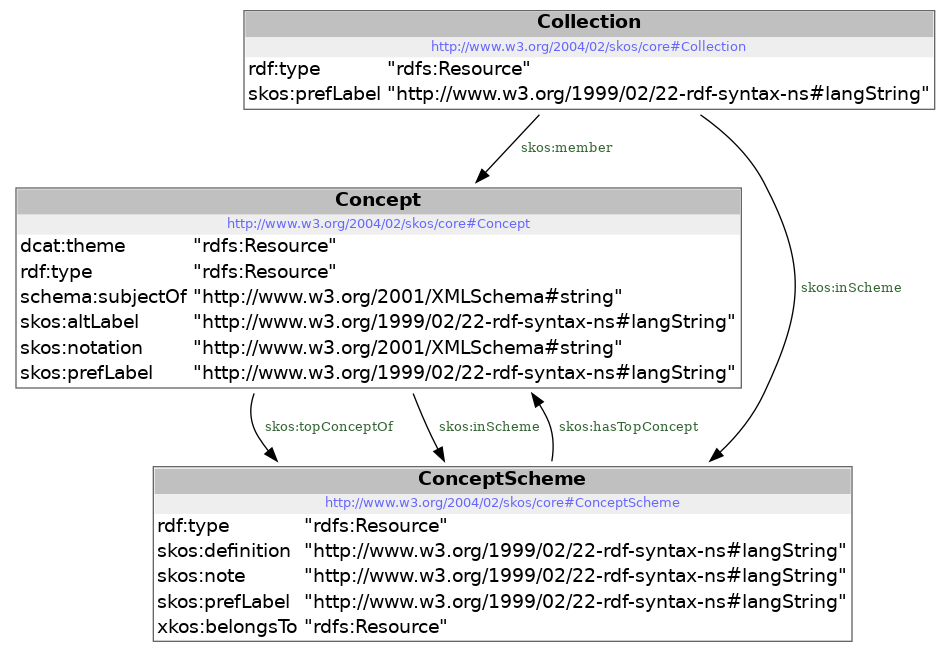 Collection
http://www.w3.org/2004/02/skos/core#Collection
rdf:type "rdfs:Resource"
skos:prefLabel "http://www.w3.org/1999/02/22-rdf-syntax-ns#langString"
skos:member
Concept
http://www.w3.org/2004/02/skos/core#Concept
dcat:theme "rdfs:Resource"
rdf:type "rdfs:Resource"
schema:subjectOf "http://www.w3.org/2001/XMLSchema#string"
skos:altLabel "http://www.w3.org/1999/02/22-rdf-syntax-ns#langString"
skos:notation "http://www.w3.org/2001/XMLSchema#string"
skos:prefLabel "http://www.w3.org/1999/02/22-rdf-syntax-ns#langString"
skos:inScheme
skos:topConceptOf
skos:inScheme
skos:hasTopConcept
ConceptScheme
http://www.w3.org/2004/02/skos/core#ConceptScheme
rdf:type "rdfs:Resource"
skos:definition "http://www.w3.org/1999/02/22-rdf-syntax-ns#langString"
skos:note "http://www.w3.org/1999/02/22-rdf-syntax-ns#langString"
skos:prefLabel "http://www.w3.org/1999/02/22-rdf-syntax-ns#langString"
xkos:belongsTo "rdfs:Resource"